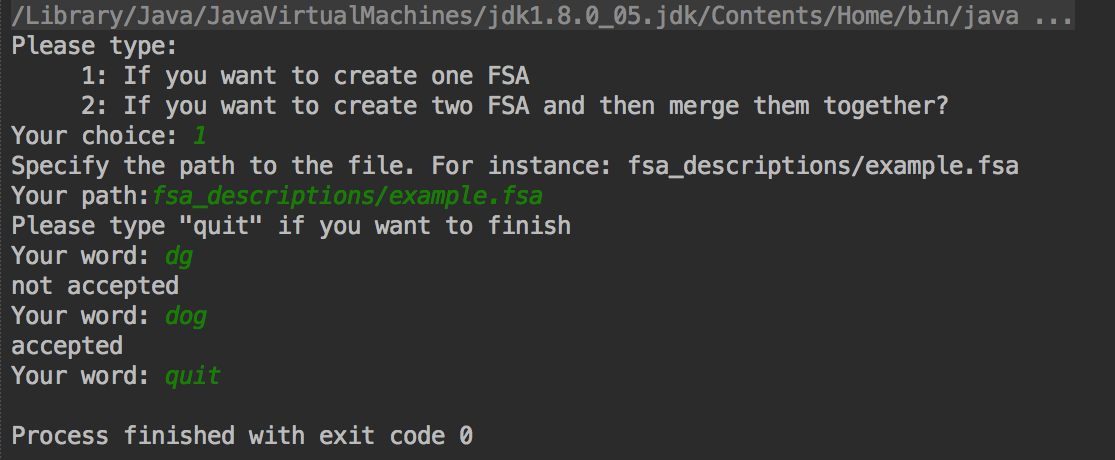 /Library/Java/JavaVirtualMachines/jdk1.8.0_05.jdk/Contents/Home/bin/java ...
Please type:
     1: If you want to create one FSA
     2: If you want to create two FSA and then merge them together?
Your choice: 1
Specify the path to the file. For instance: fsa_descriptions/example.fsa
Your path:fsa_descriptions/example.fsa
Please type "quit" if you want to finish
Your word: dg
not accepted
Your word: dog
accepted
Your word: quit

Process finished with exit code 0